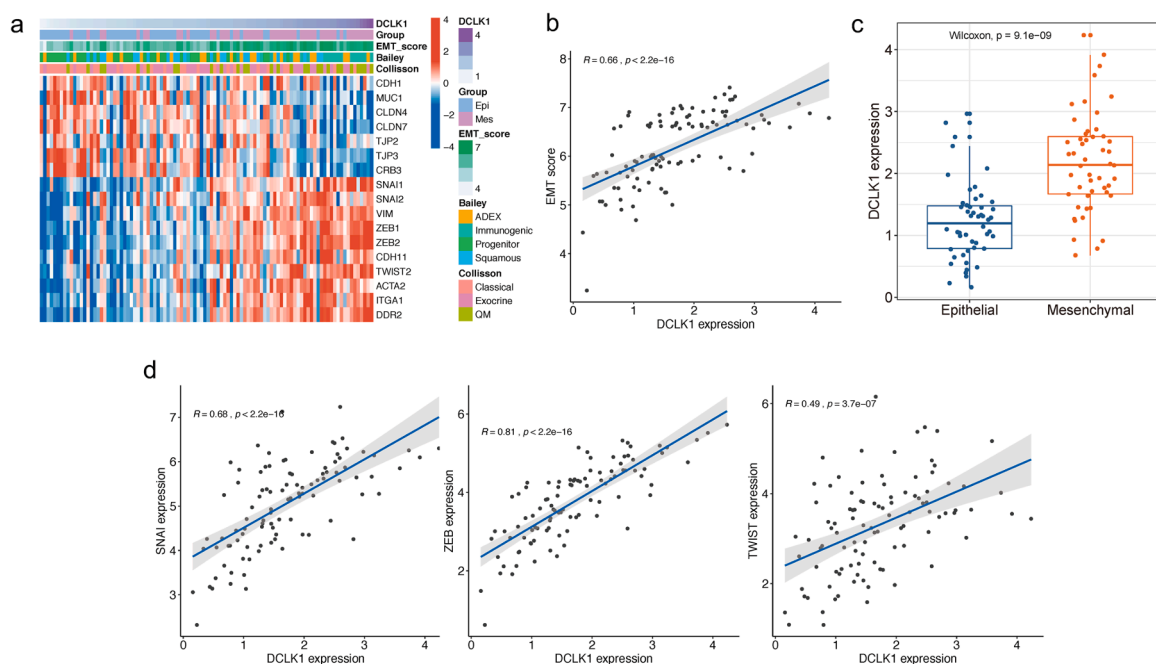 a
DCLK1
Group
EMT_score
Bailey
Collisson
CDH1
MUC1
CLDN4
CLDN7
TJP2
TJP3
CRB3
SNAI1
SNAI2
VIM
ZEB1
ZEB2
CDH11
TWIST2
ACTA2
ITGA1
DDR2
4
2
0
−2
−4
DCLK1
4
1
Group
Epi
Mes
EMT_score
7
4
Bailey
ADEX
Immunogenic
Progenitor
Squamous
Collisson
Classical
Exocrine
QM
b
R = 0.66 , p < 2.2e−16
EMT score
8
7
6
5
4
0
1
2
3
4
DCLK1 expression
c
Wilcoxon, p = 9.1e−09
DCLK1 expression
4
3
2
1
0
Epithelial
Mesenchymal
d
R = 0.68 , p < 2.2e−16
SNAI expression
7
6
5
4
3
0
1
2
3
4
DCLK1 expression
R = 0.81 , p < 2.2e−16
ZEB expression
6
4
2
0
1
2
3
4
DCLK1 expression
R = 0.49 , p = 3.7e−07
TWIST expression
6
4
2
0
1
2
3
4
DCLK1 expression